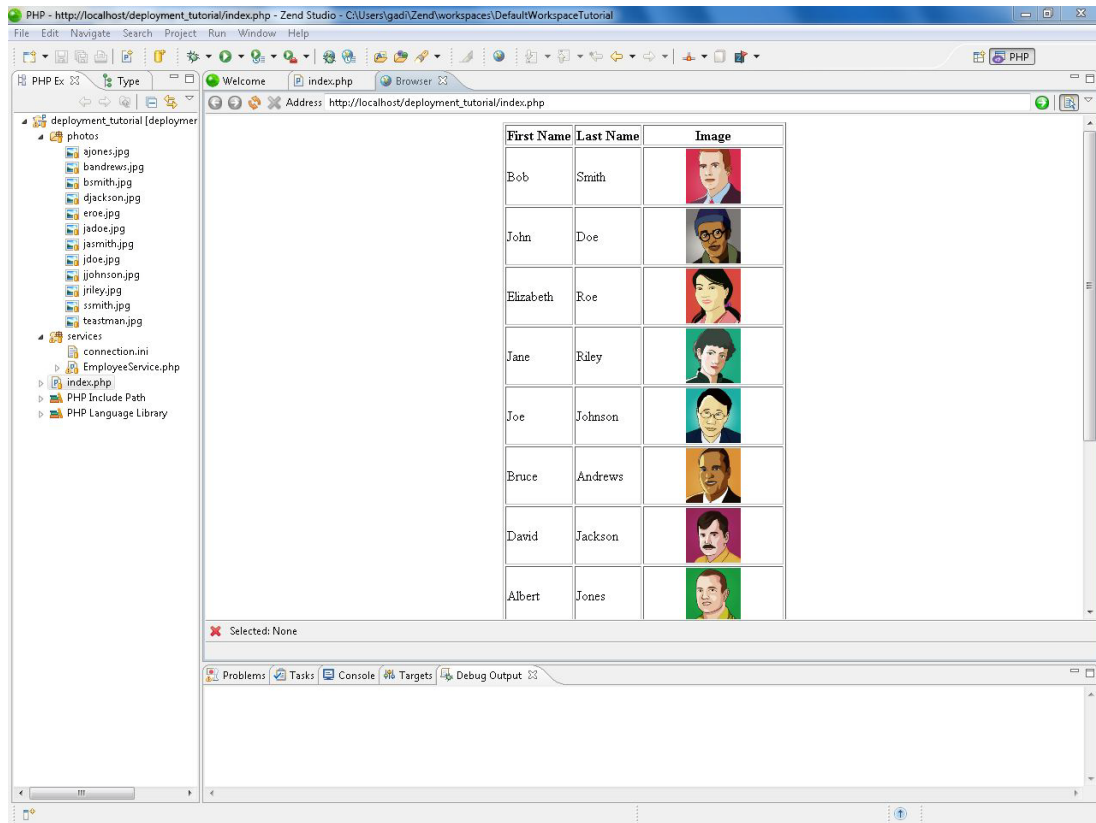 PHP - http://localhost/deployment_tutorial/index.php - Zend Studio - C:\Users\gadi\Zend\workspaces\DefaultWorkspaceTutorial
File Edit Navigate Search Project Run Window Help
PHP
PHP Ex Type
Welcome index.php Browser
Address http://localhost/deployment_tutorial/index.php
deployment_tutorial [deploymer
photos
ajones.jpg
bandrews.jpg
bsmith.jpg
djackson.jpg
eroe.jpg
jadoe.jpg
jasmith.jpg
jdoe.jpg
jjohnson.jpg
jriley.jpg
ssmith.jpg
teastman.jpg
services
connection.ini
EmployeeService.php
index.php
PHP Include Path
PHP Language Library
First Name Last Name Image
Bob Smith
John Doe
Elizabeth Roe
Jane Riley
Joe Johnson
Bruce Andrews
David Jackson
Albert Jones
Selected: None
Problems Tasks Console Targets Debug Output